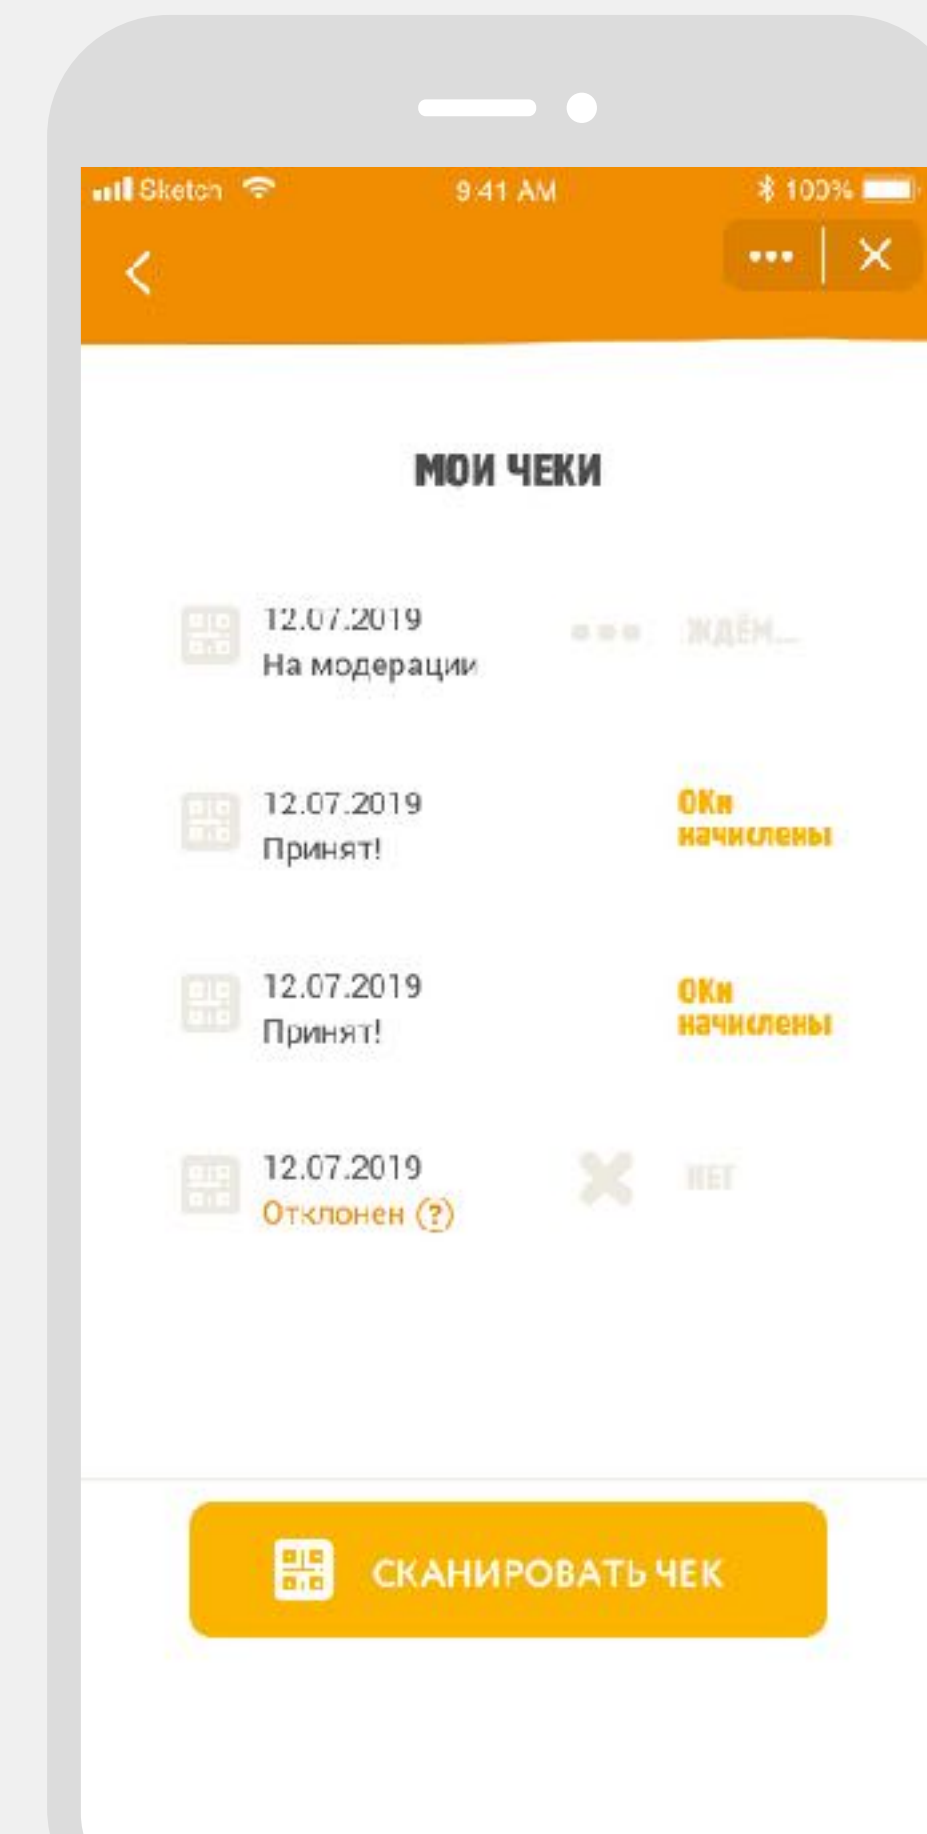 Sketch 9:41 AM 100%
МОИ ЧЕКИ
12.07.2019
На модерации
ЖДЁМ...
12.07.2019
Принят!
ОКи
начислены
12.07.2019
Принят!
ОКи
начислены
12.07.2019
Отклонен (?)
НЕТ
СКАНИРОВАТЬ ЧЕК